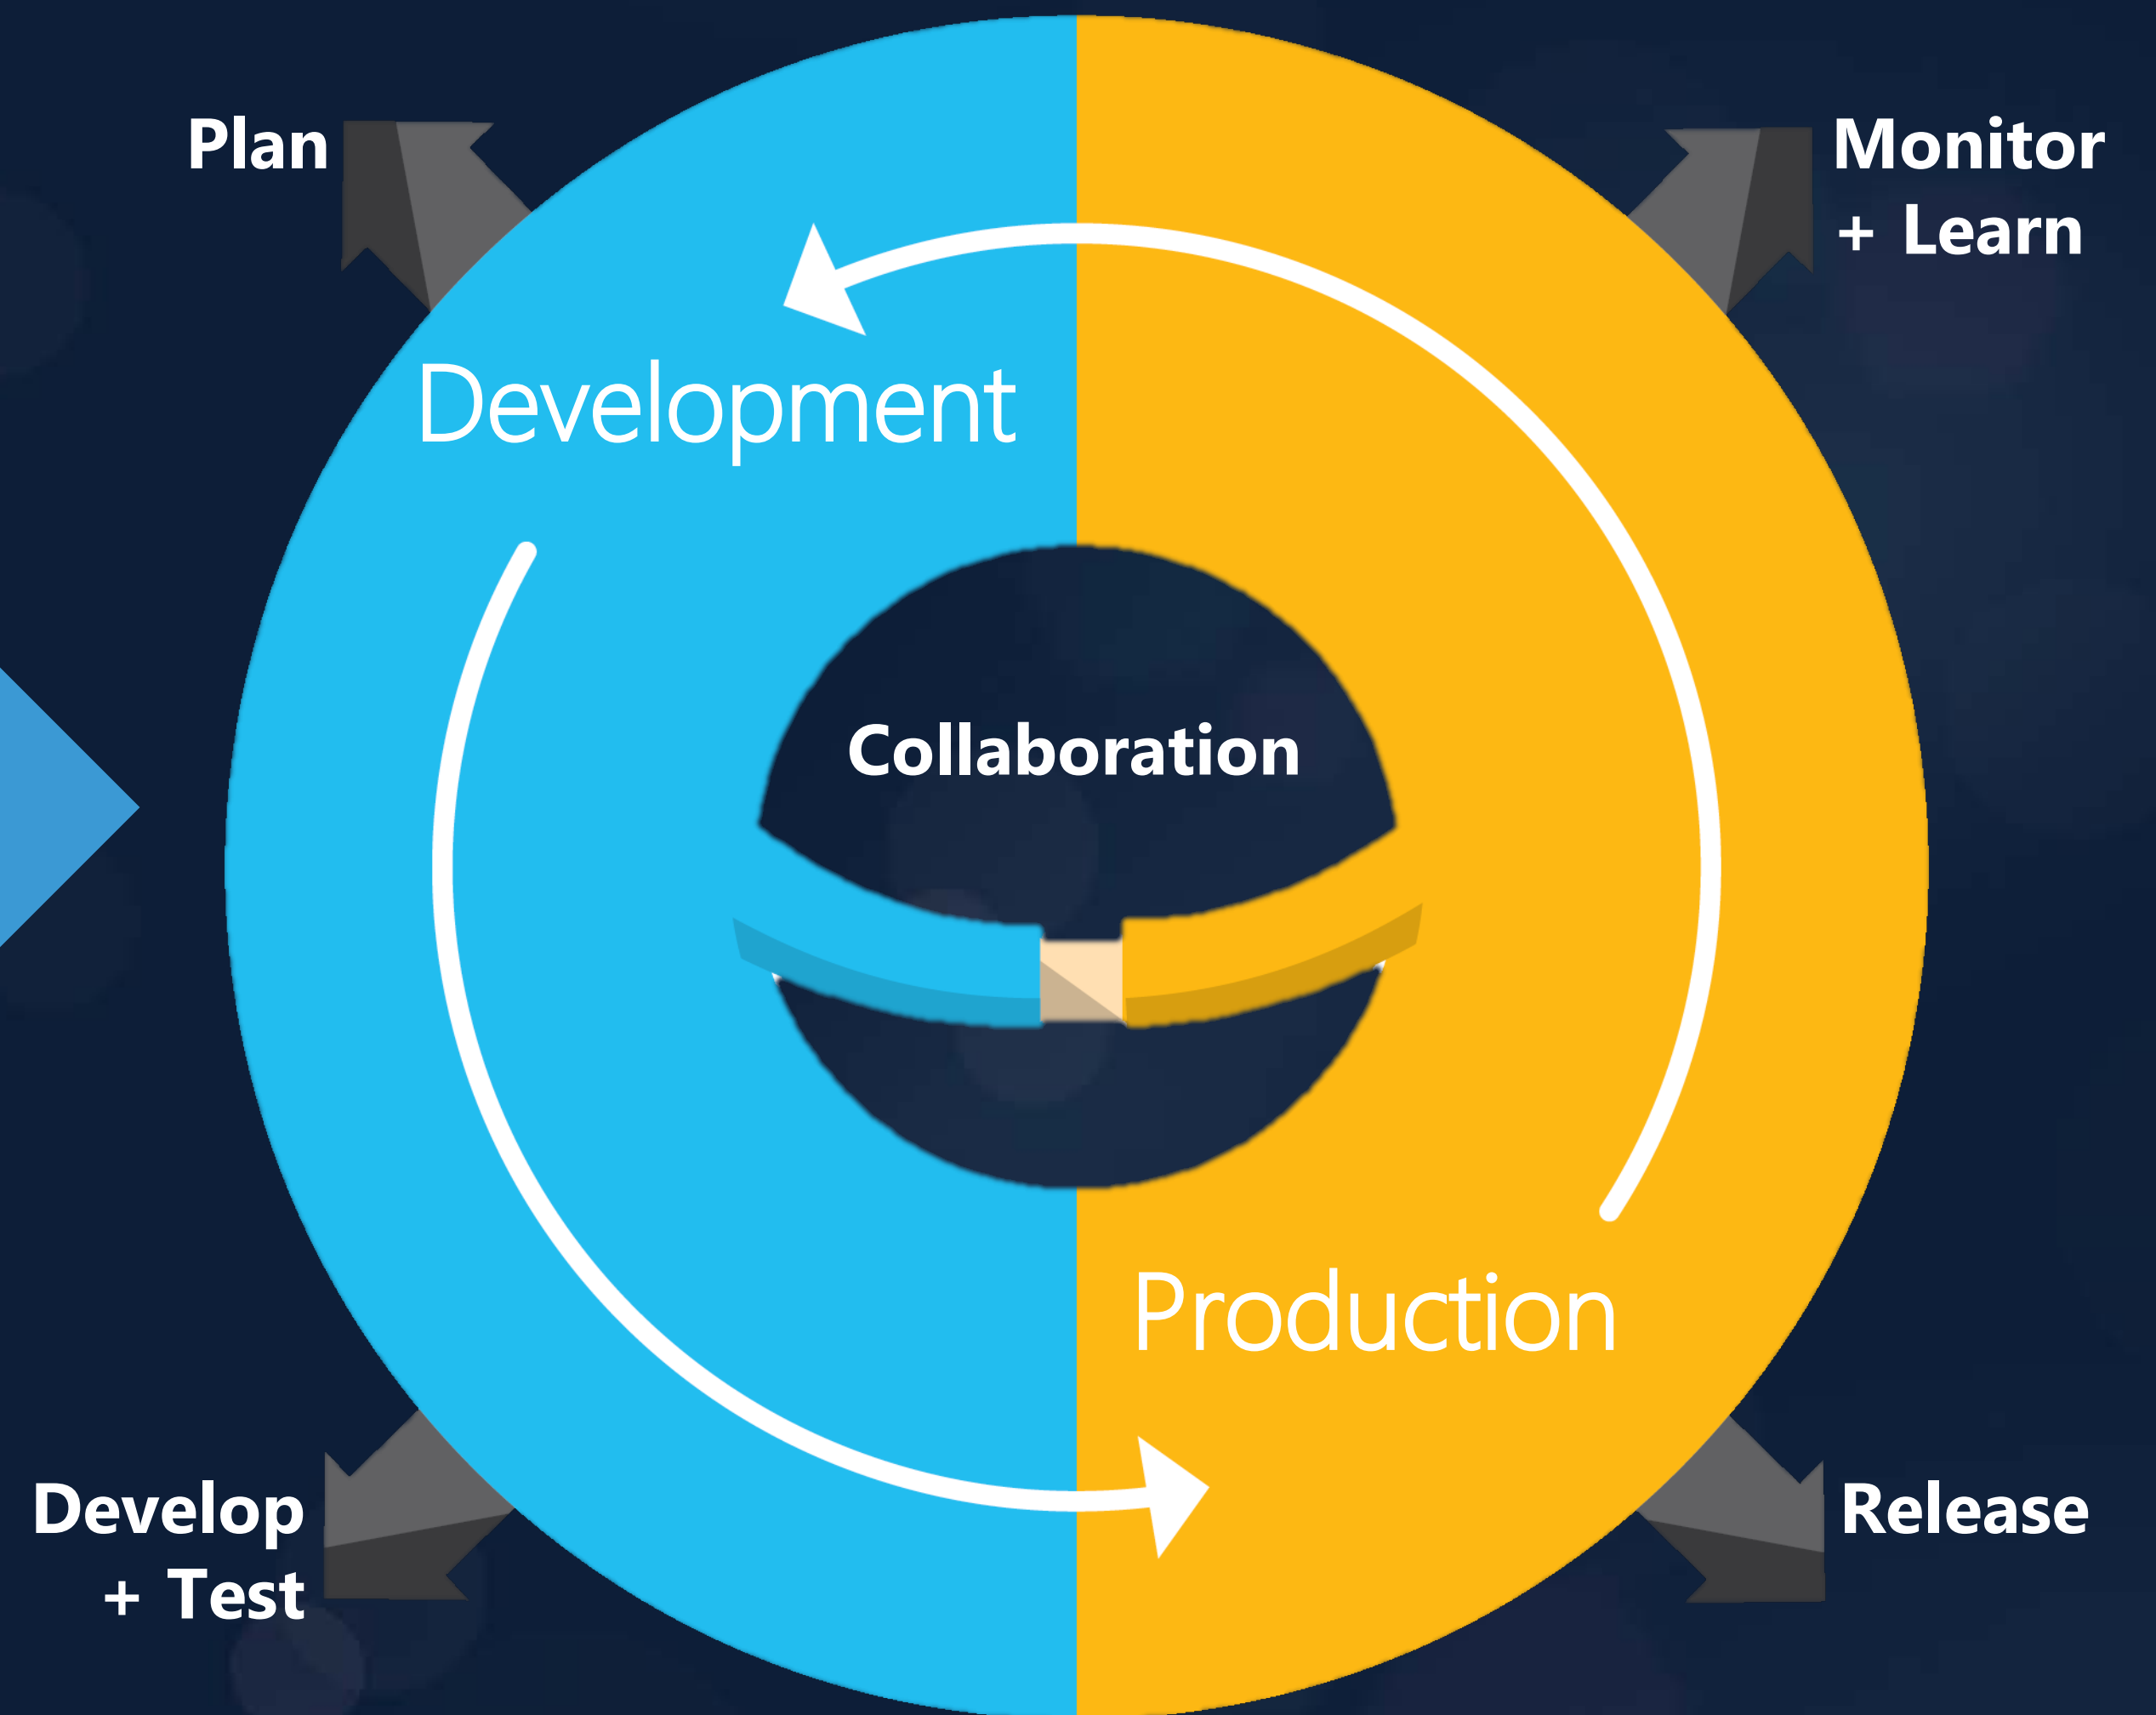 Plan
Monitor
+ Learn
Development
Collaboration
Production
Develop
+ Test
Release